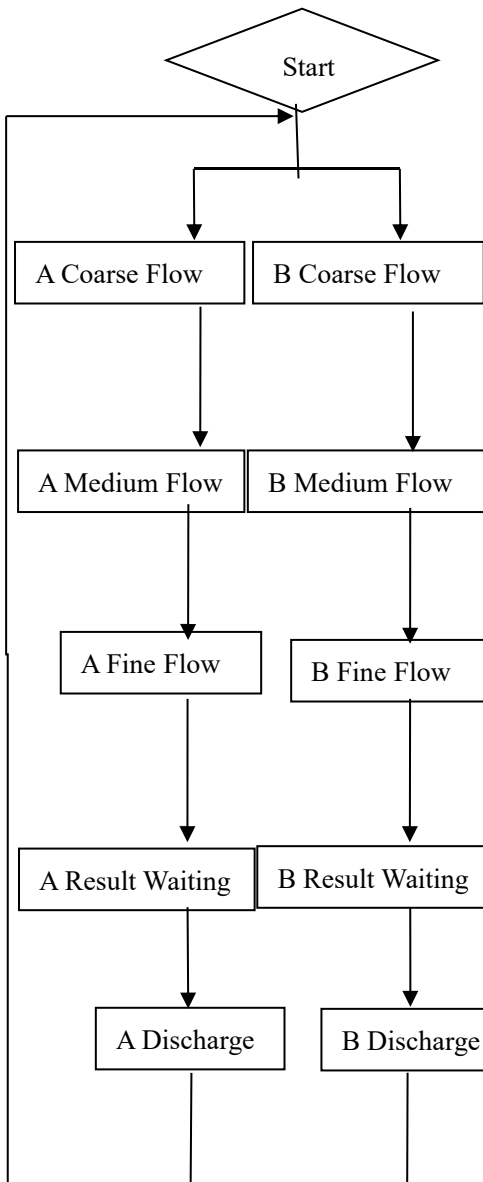 Start
A Coarse Flow
B Coarse Flow
A Medium Flow
B Medium Flow
A Fine Flow
B Fine Flow
A Result Waiting
B Result Waiting
A Discharge
B Discharge